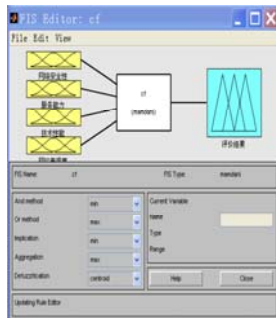 FIS Editor: cf
File Edit View
网络安全性
服务能力
技术性能
cf
(mamdani)
评价结果
FIS Name: cf FIS Type: mamdani
And method min
Or method max
Implication min
Aggregation max
Defuzzification centroid
Current Variable
Name
Type
Range
Help Close
Updating Rule Editor